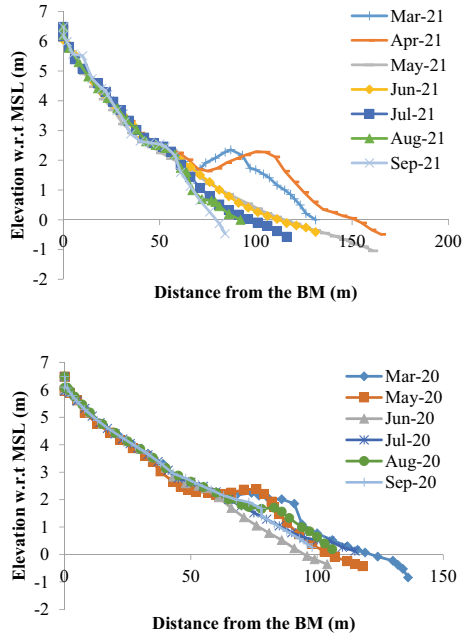 7
6
5
4
3
2
1
0
-1
-2
Elevation w.r.t MSL (m)
0 50 100 150 200
Distance from the BM (m)
Mar-21
Apr-21
May-21
Jun-21
Jul-21
Aug-21
Sep-21
7
6
5
4
3
2
1
0
-1
2
Elevation w.r.t MSL (m)
0 50 100 150
Distance from the BM (m)
Mar-20
May-20
Jun-20
Jul-20
Aug-20
Sep-20